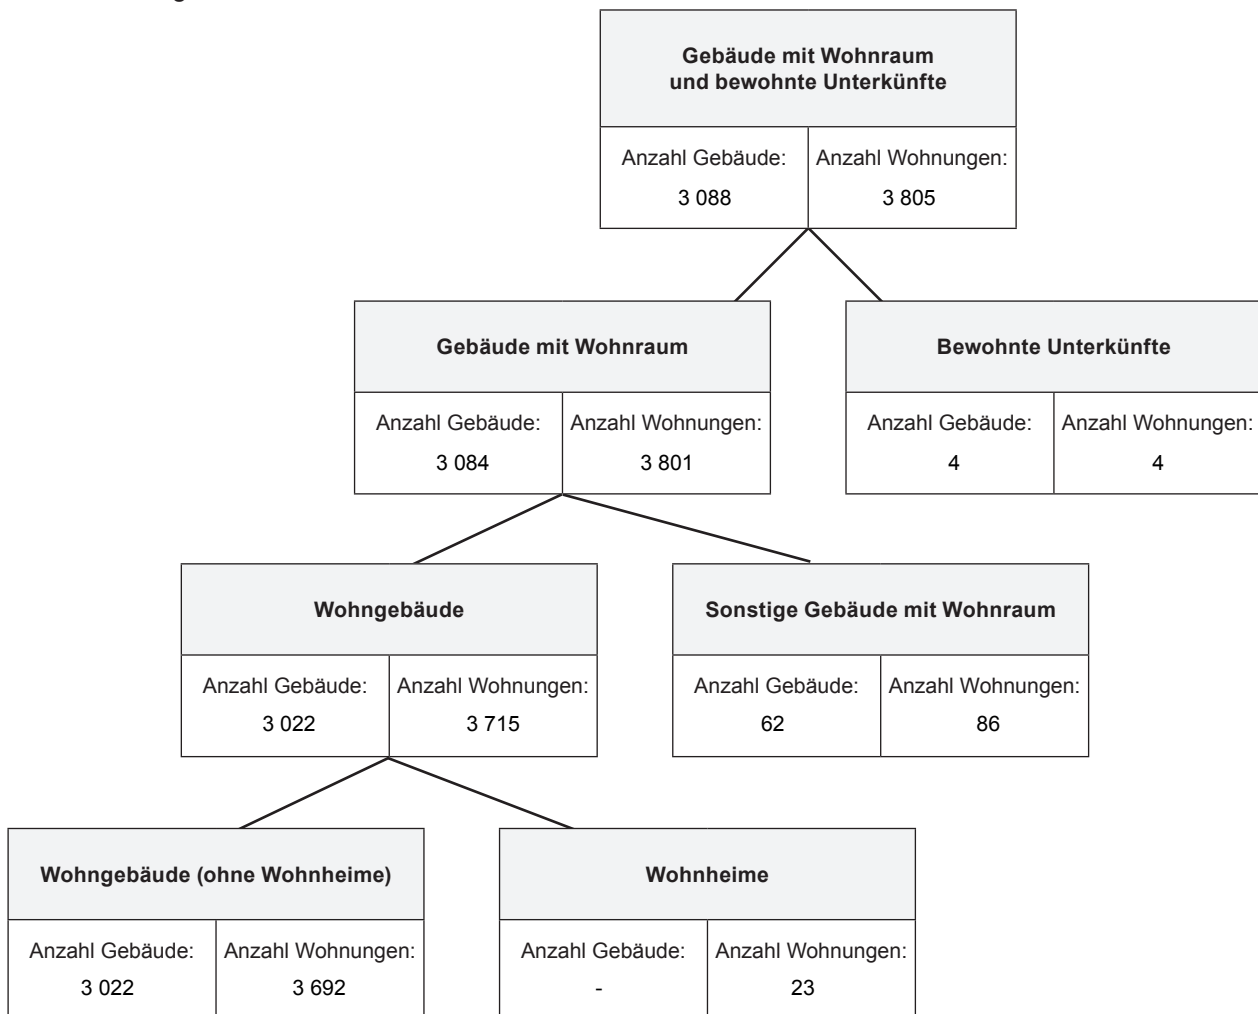 Gebäude mit Wohnraum
und bewohnte Unterkünfte
Anzahl Gebäude: Anzahl Wohnungen:
3 088 3 805
Gebäude mit Wohnraum Bewohnte Unterkünfte
Anzahl Gebäude: Anzahl Wohnungen: Anzahl Gebäude: Anzahl Wohnungen:
3 084 3 801 4 4
Wohngebäude Sonstige Gebäude mit Wohnraum
Anzahl Gebäude: Anzahl Wohnungen: Anzahl Gebäude: Anzahl Wohnungen:
3 022 3 715 62 86
Wohngebäude (ohne Wohnheime) Wohnheime
Anzahl Gebäude: Anzahl Wohnungen: Anzahl Gebäude: Anzahl Wohnungen:
3 022 3 692 - 23